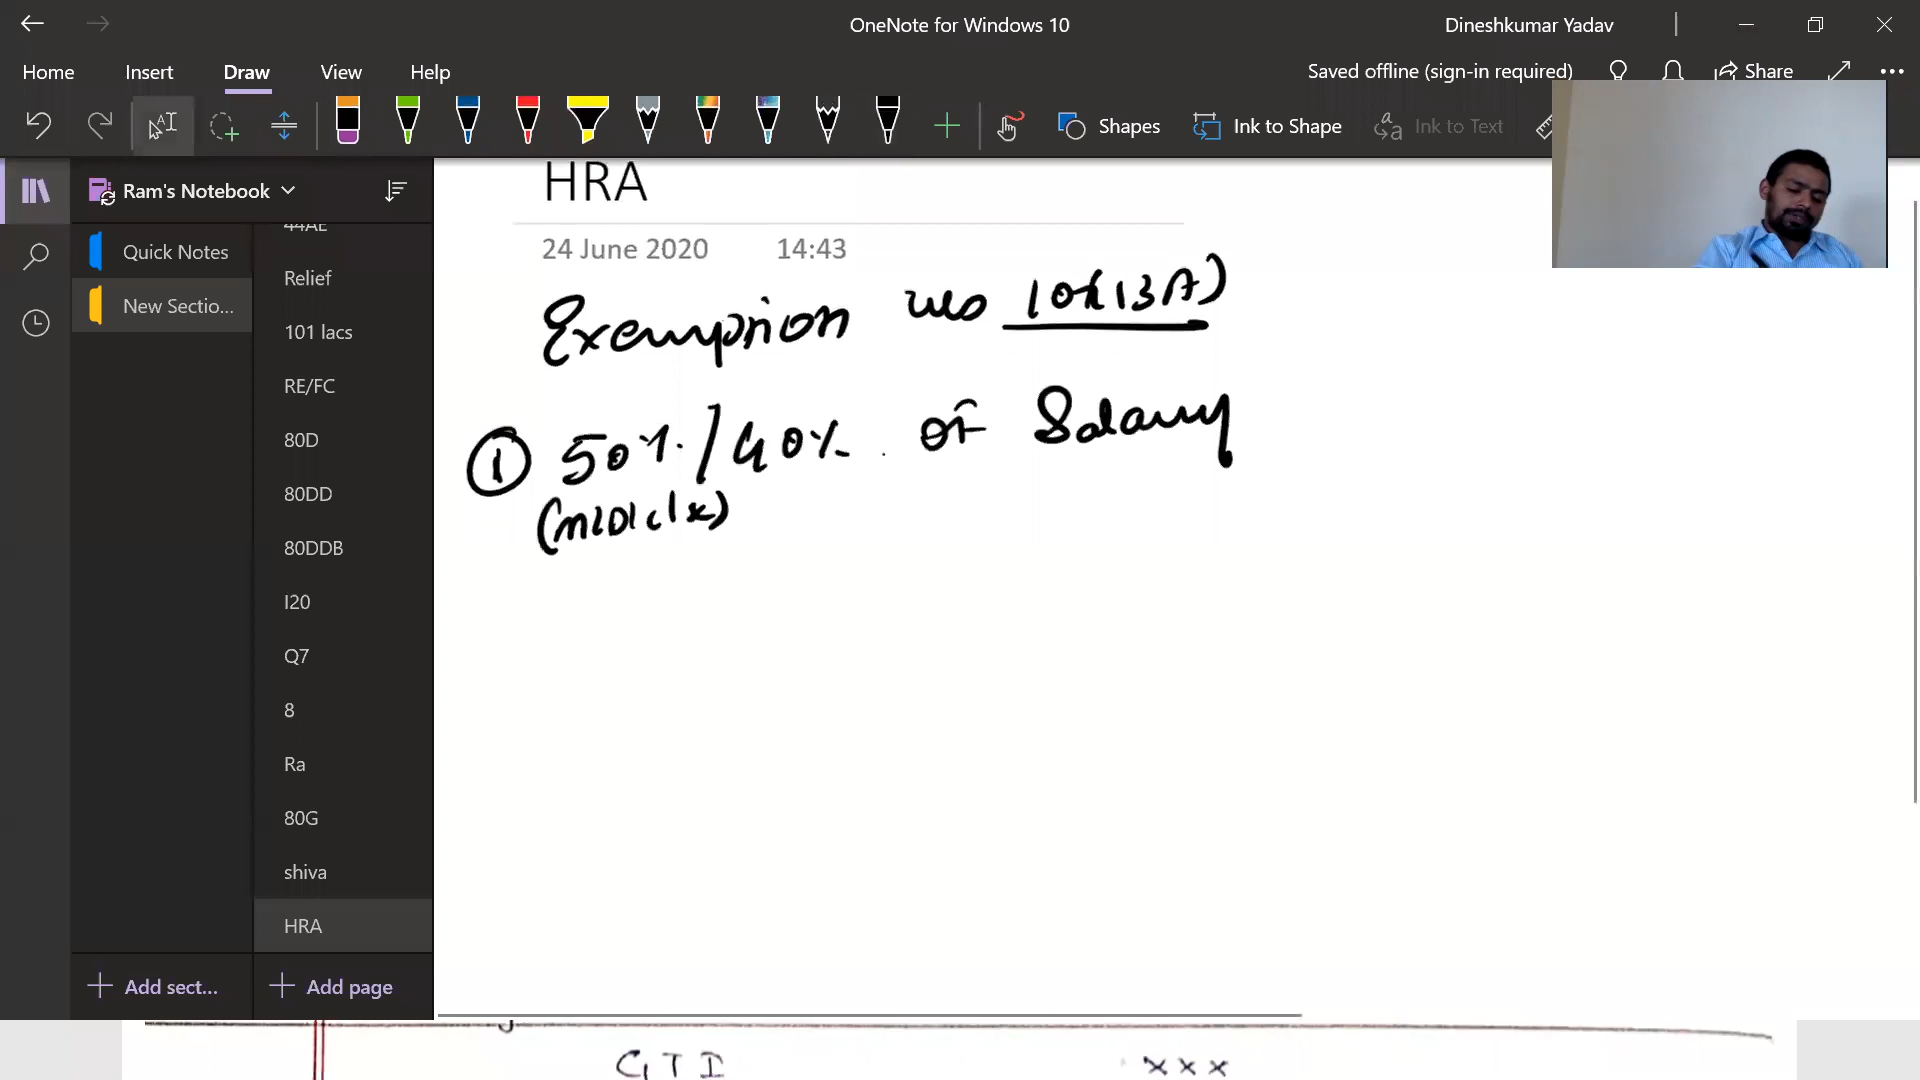 OneNote for Windows 10
Dineshkumar Yadav
Home Insert Draw View Help
Saved offline (sign-in required)
Share
Shapes
Ink to Shape
Ink to Text
Ram's Notebook
Quick Notes
New Sectio...
44AE
Relief
101 lacs
RE/FC
80D
80DD
80DDB
I20
Q7
8
Ra
80G
shiva
HRA
Add sect...
Add page
HRA
24 June 2020 14:43
Exemption u/s 10(13A)
① 50%/40% of Salary
GTI xxx